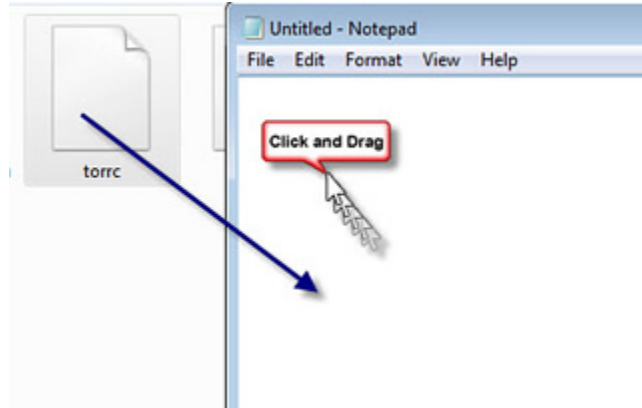 Untitled - Notepad
File Edit Format View Help
Click and Drag
torrc